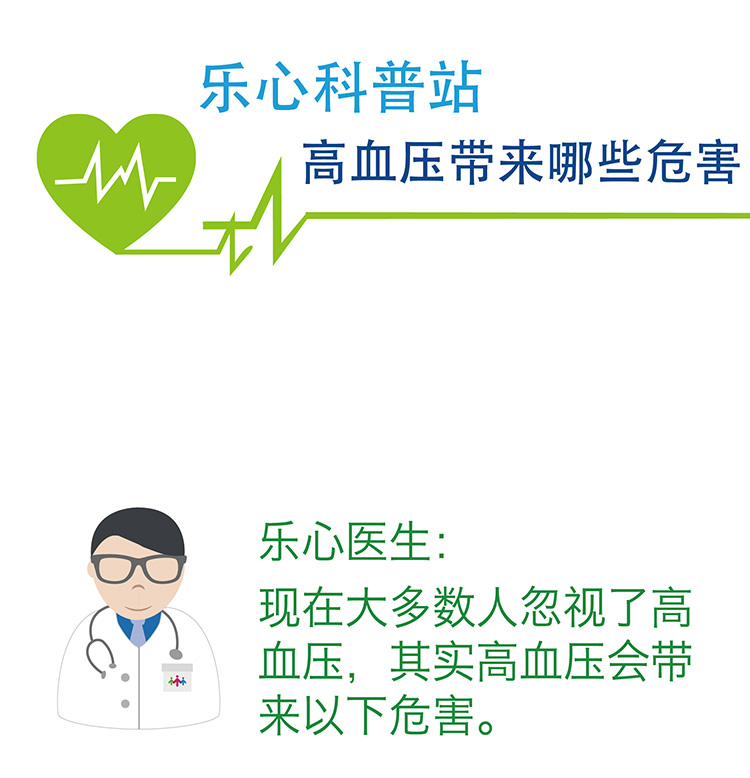 乐心科普站
高血压带来哪些危害
乐心医生：
现在大多数人忽视了高
血压，其实高血压会带
来以下危害。